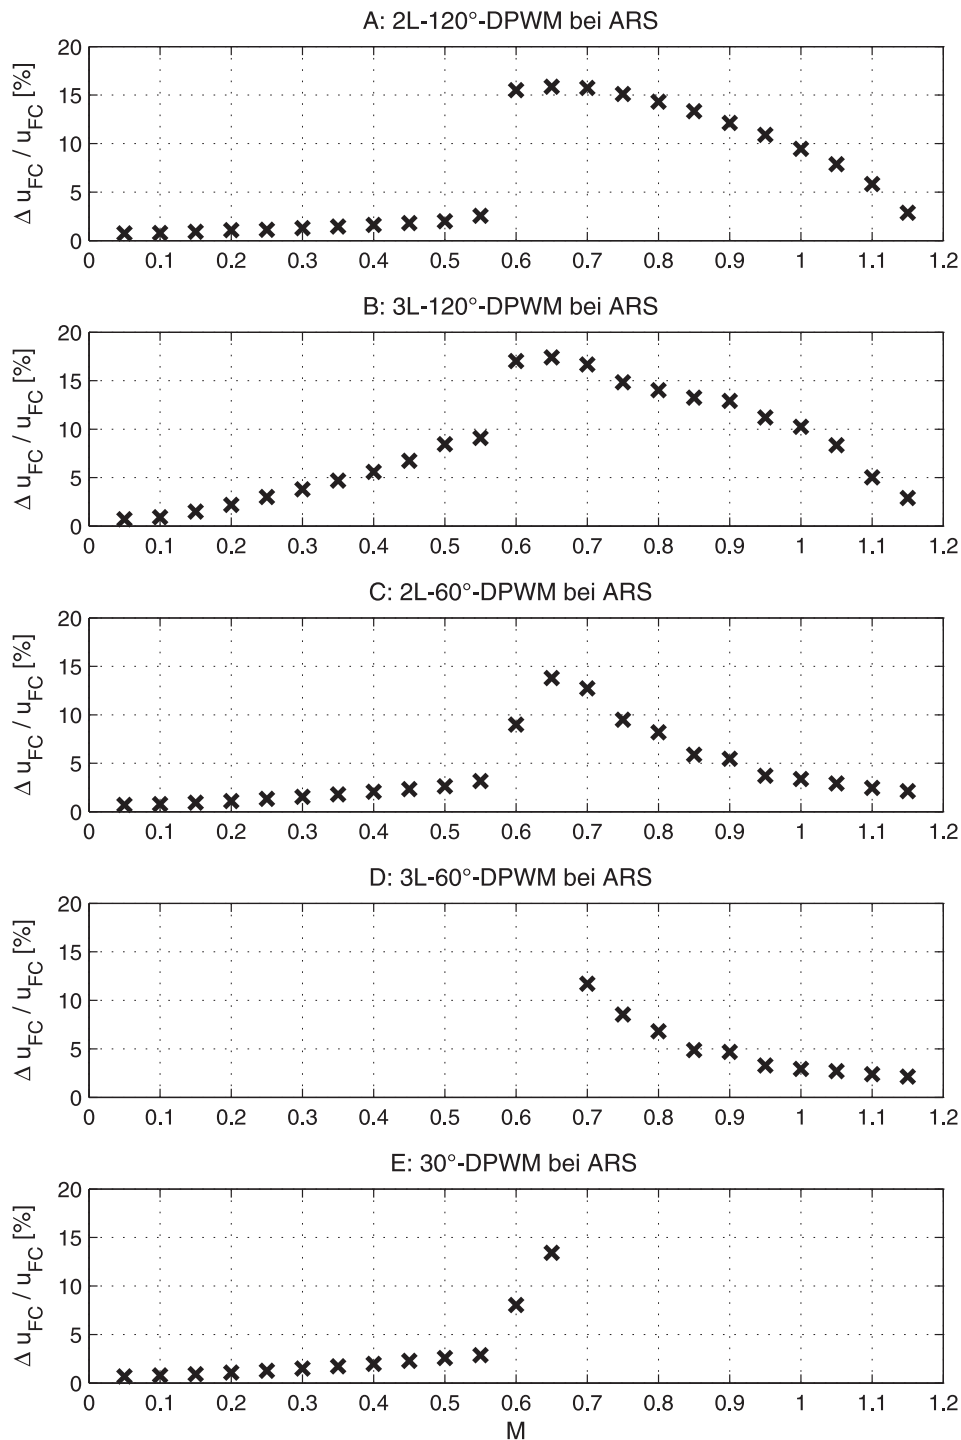 A: 2L-120°-DPWM bei ARS
20
15
10
5
0
Δ u_FC / u_FC [%]
0 0.1 0.2 0.3 0.4 0.5 0.6 0.7 0.8 0.9 1 1.1 1.2
B: 3L-120°-DPWM bei ARS
20
15
10
5
0
Δ u_FC / u_FC [%]
0 0.1 0.2 0.3 0.4 0.5 0.6 0.7 0.8 0.9 1 1.1 1.2
C: 2L-60°-DPWM bei ARS
20
15
10
5
0
Δ u_FC / u_FC [%]
0 0.1 0.2 0.3 0.4 0.5 0.6 0.7 0.8 0.9 1 1.1 1.2
D: 3L-60°-DPWM bei ARS
20
15
10
5
0
Δ u_FC / u_FC [%]
0 0.1 0.2 0.3 0.4 0.5 0.6 0.7 0.8 0.9 1 1.1 1.2
E: 30°-DPWM bei ARS
20
15
10
5
0
Δ u_FC / u_FC [%]
0 0.1 0.2 0.3 0.4 0.5 0.6 0.7 0.8 0.9 1 1.1 1.2
M